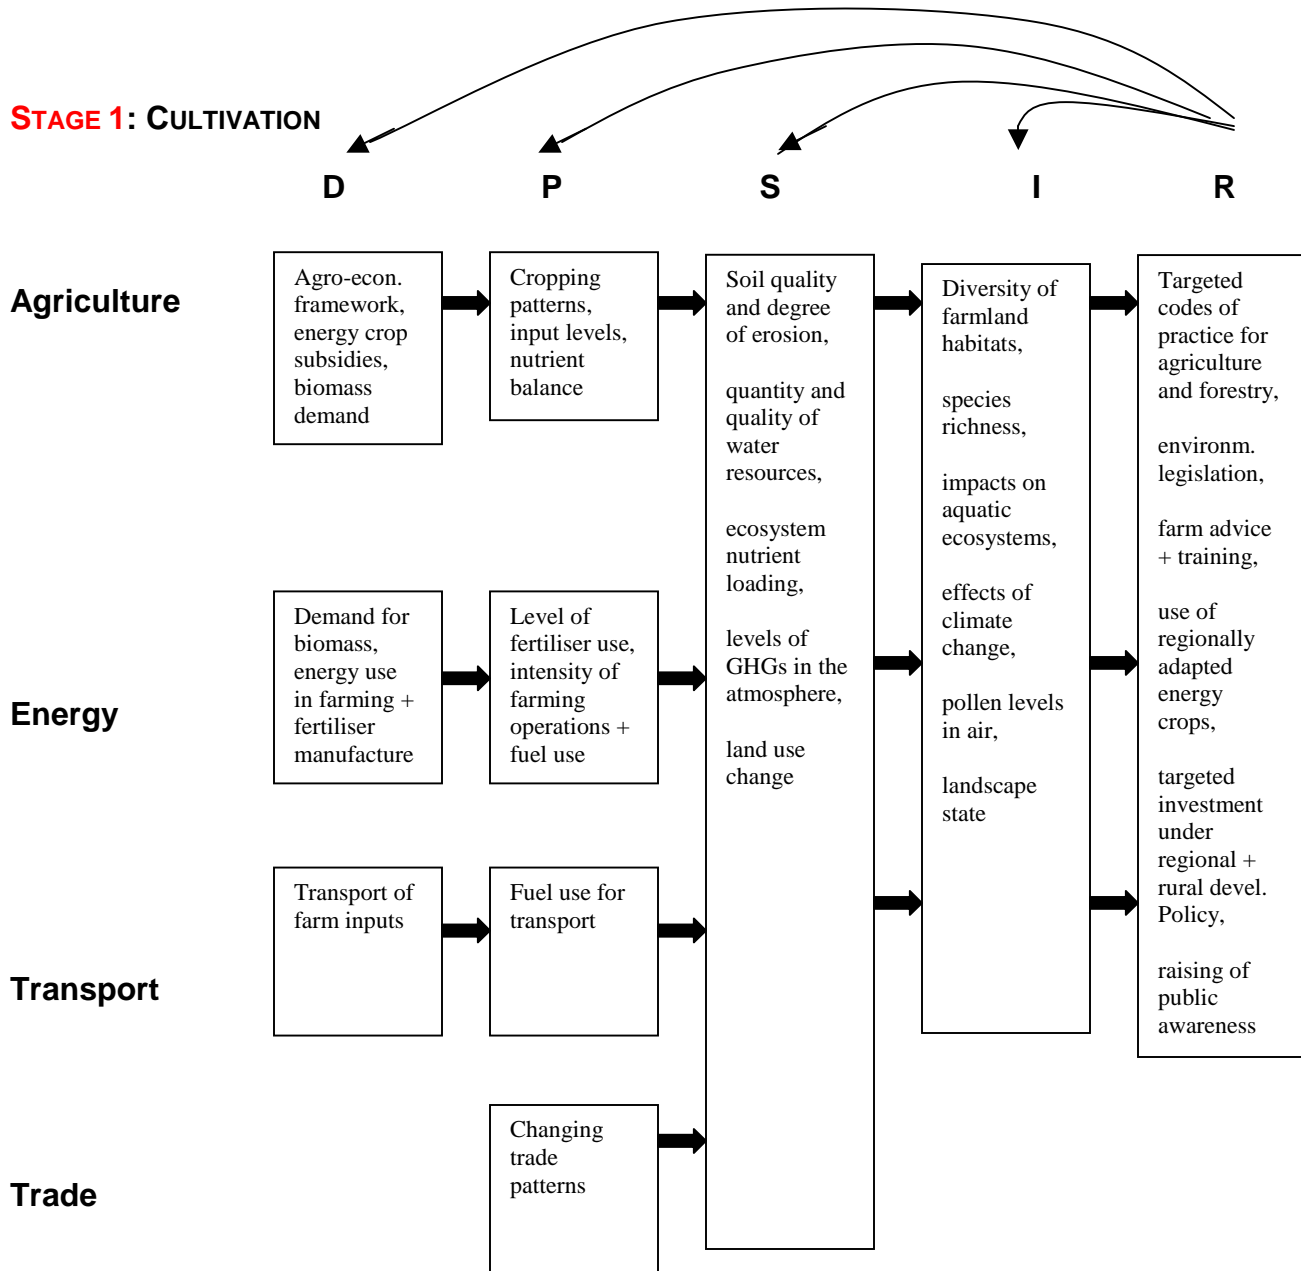 STAGE 1: CULTIVATION
D P S I R
Agriculture
Agro-econ.
framework,
energy crop
subsidies,
biomass
demand
Cropping
patterns,
input levels,
nutrient
balance
Soil quality
and degree
of erosion,
quantity and
quality of
water
resources,
ecosystem
nutrient
loading,
levels of
GHGs in the
atmosphere,
land use
change
Diversity of
farmland
habitats,
species
richness,
impacts on
aquatic
ecosystems,
effects of
climate
change,
pollen levels
in air,
landscape
state
Targeted
codes of
practice for
agriculture
and forestry,
environm.
legislation,
farm advice
+ training,
use of
regionally
adapted
energy
crops,
targeted
investment
under
regional +
rural devel.
Policy,
raising of
public
awareness
Energy
Demand for
biomass,
energy use
in farming +
fertiliser
manufacture
Level of
fertiliser use,
intensity of
farming
operations +
fuel use
Transport
Transport of
farm inputs
Fuel use for
transport
Trade
Changing
trade
patterns